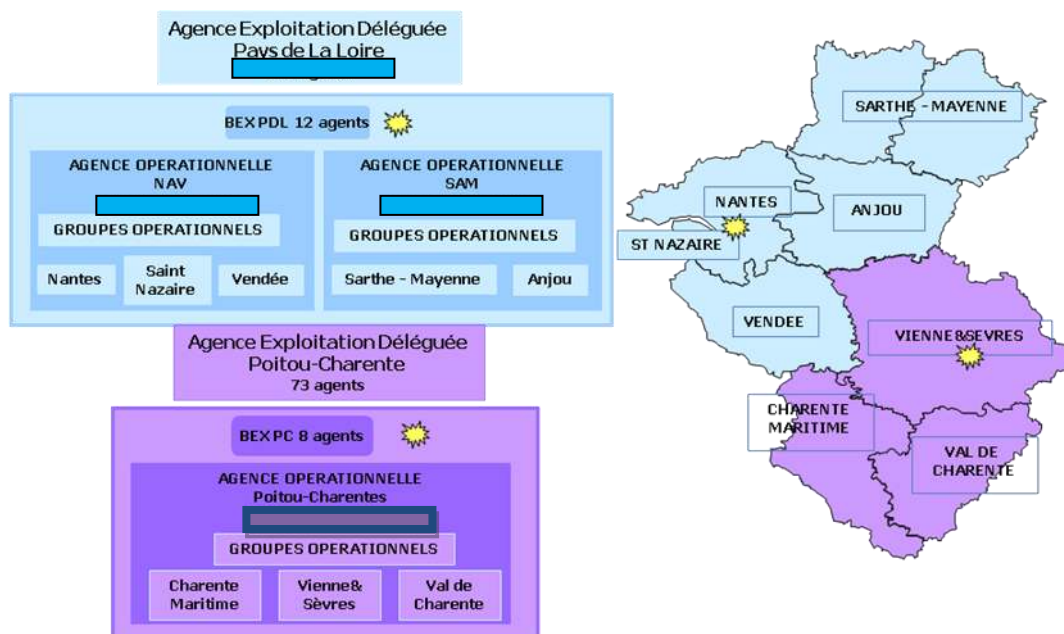 Agence Exploitation Déléguée
Pays de La Loire
BEX PDL 12 agents
AGENCE OPERATIONNELLE
NAV
GROUPES OPERATIONNELS
Nantes
Saint
Nazaire
Vendée
AGENCE OPERATIONNELLE
SAM
GROUPES OPERATIONNELS
Sarthe - Mayenne
Anjou
Agence Exploitation Déléguée
Poitou-Charente
73 agents
BEX PC 8 agents
AGENCE OPERATIONNELLE
Poitou-Charentes
GROUPES OPERATIONNELS
Charente
Maritime
Vienne&
Sèvres
Val de
Charente
SARTHE - MAYENNE
NANTES
ANJOU
ST NAZAIRE
VENDEE
VIENNE&SEVRES
CHARENTE
MARITIME
VAL DE
CHARENTE